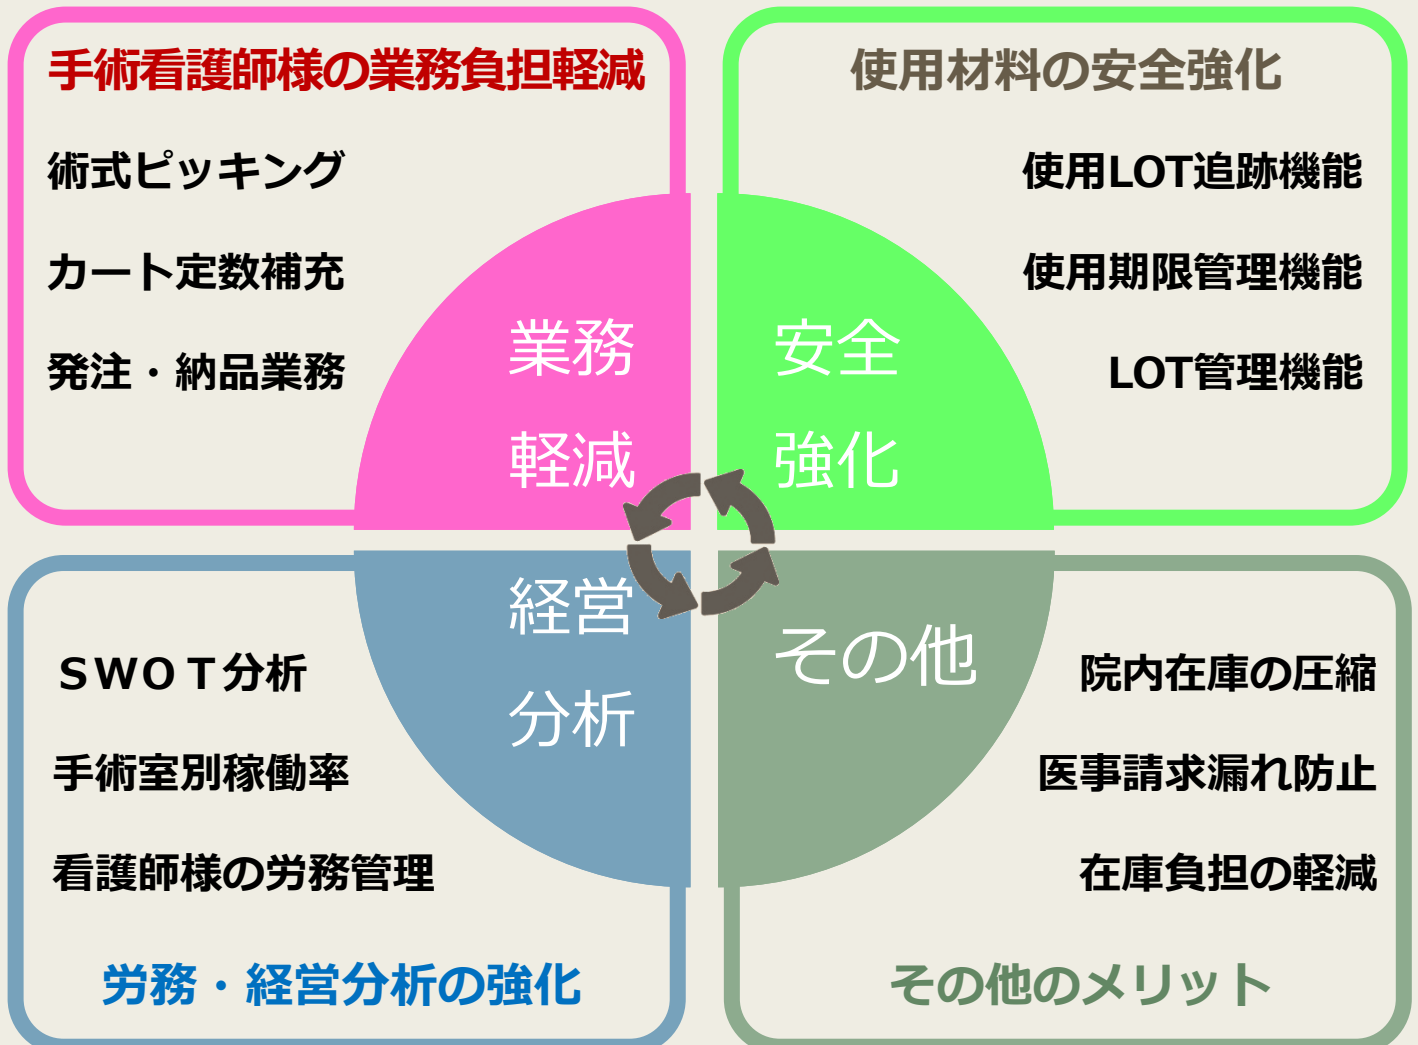 手術看護師様の業務負担軽減
術式ピッキング
カート定数補充
発注・納品業務
業務
軽減
使用材料の安全強化
使用LOT追跡機能
使用期限管理機能
LOT管理機能
安全
強化
経営
分析
ＳＷＯＴ分析
手術室別稼働率
看護師様の労務管理
労務・経営分析の強化
その他
院内在庫の圧縮
医事請求漏れ防止
在庫負担の軽減
その他のメリット